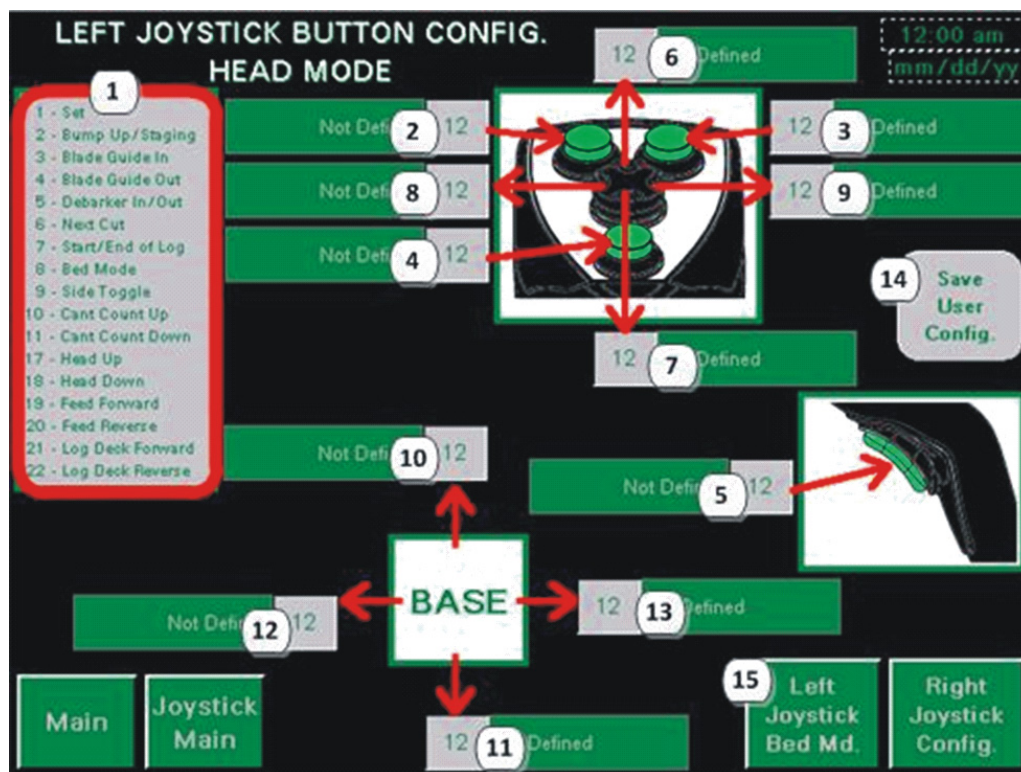 LEFT JOYSTICK BUTTON CONFIG.
HEAD MODE
12:00 am
mm/dd/yy
1
1 - Set
2 - Bump Up/Staging
3 - Blade Guide In
4 - Blade Guide Out
5 - Debarker In/Out
6 - Next Cut
7 - Start/End of Log
8 - Bed Mode
9 - Side Toggle
10 - Cant Count Up
11 - Cant Count Down
17 - Head Up
18 - Head Down
19 - Feed Forward
20 - Feed Reverse
21 - Log Deck Forward
22 - Log Deck Reverse
12 6 Defined
Not Defi 2 12
12 3 Defined
Not Defi 8 12
12 9 Defined
Not Defi 4 12
14
Save
User
Config.
12 7 Defined
Not Defi 10 12
Not Defi 5 12
BASE
Not Defi 12 12
12 13 Defined
12 11 Defined
Main
Joystick
Main
15
Left
Joystick
Bed Md.
Right
Joystick
Config.